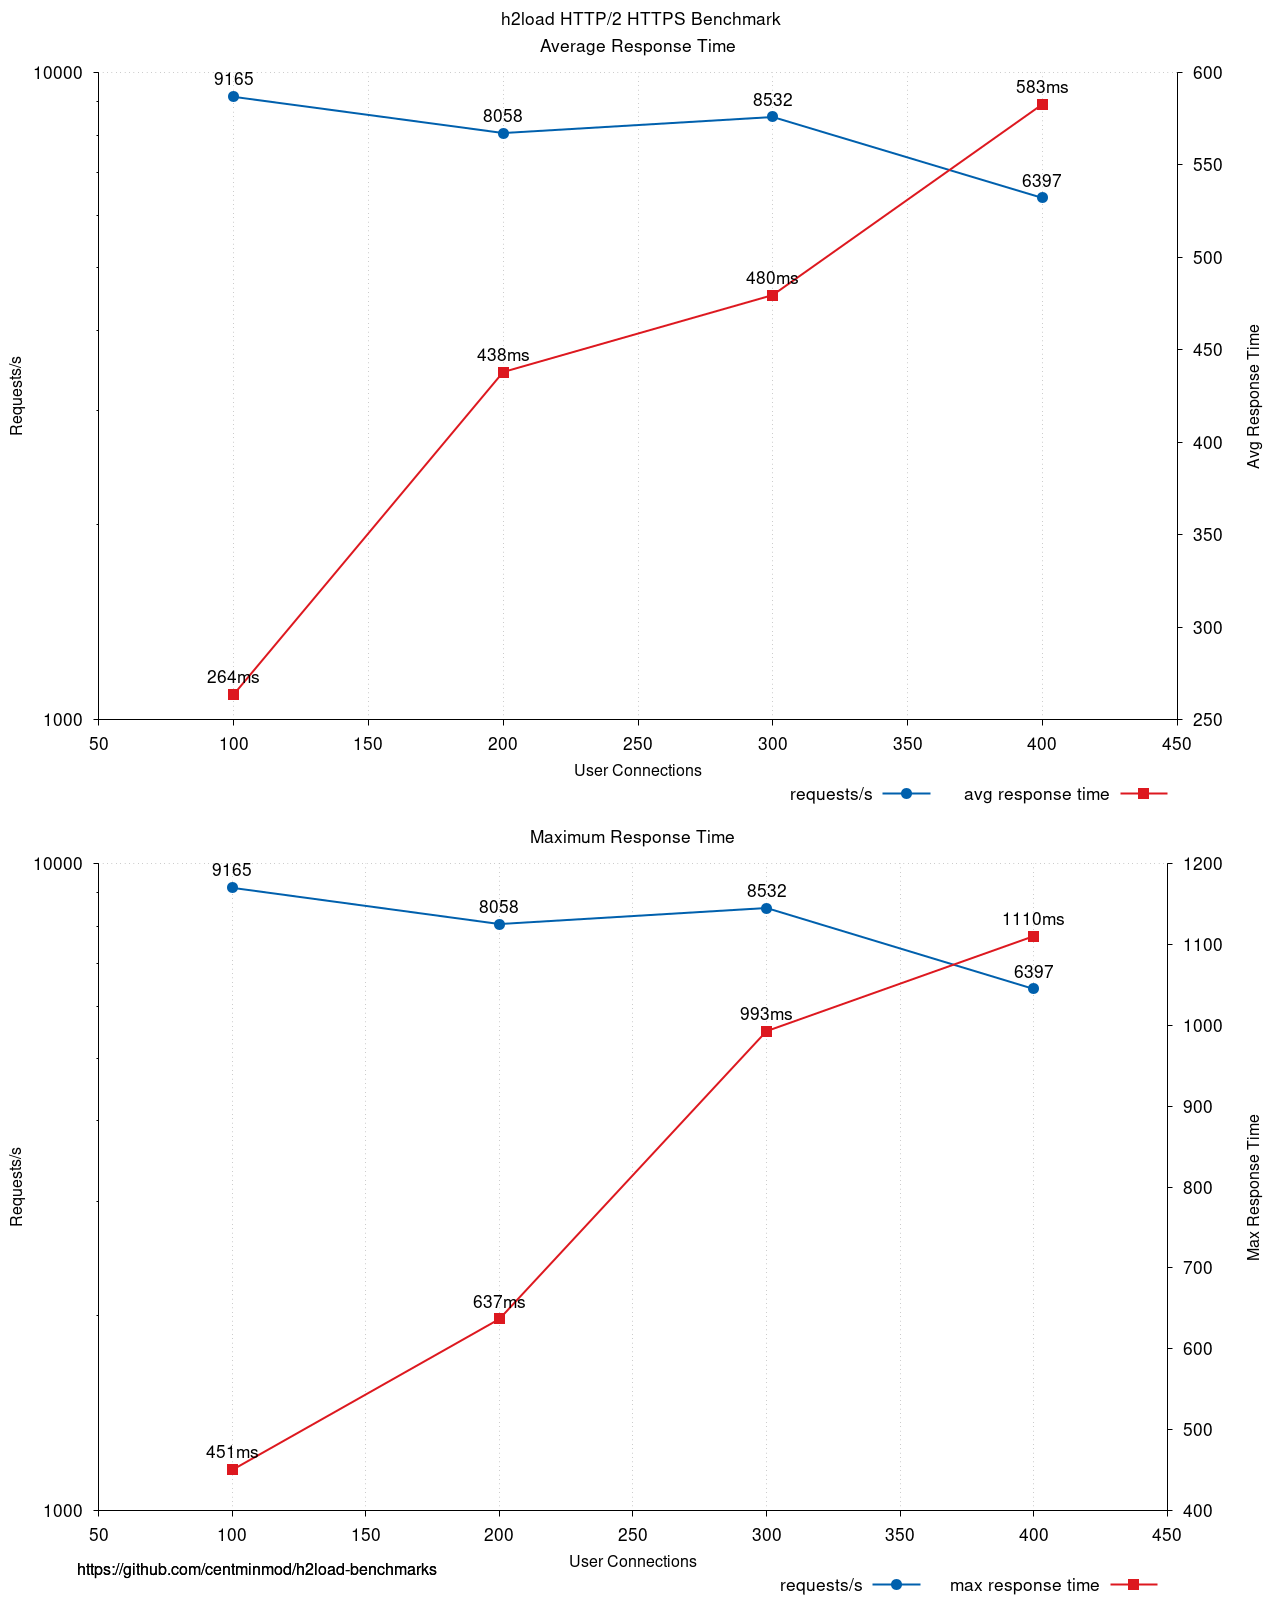 h2load HTTP/2 HTTPS Benchmark
Average Response Time
10000
1000
Requests/s
600
550
500
450
400
350
300
250
Avg Response Time
9165
8058
8532
6397
264ms
438ms
480ms
583ms
50 100 150 200 250 300 350 400 450
User Connections
requests/s avg response time
Maximum Response Time
10000
1000
Requests/s
1200
1100
1000
900
800
700
600
500
400
Max Response Time
9165
8058
8532
6397
451ms
637ms
993ms
1110ms
50 100 150 200 250 300 350 400 450
User Connections
https://github.com/centminmod/h2load-benchmarks
requests/s max response time